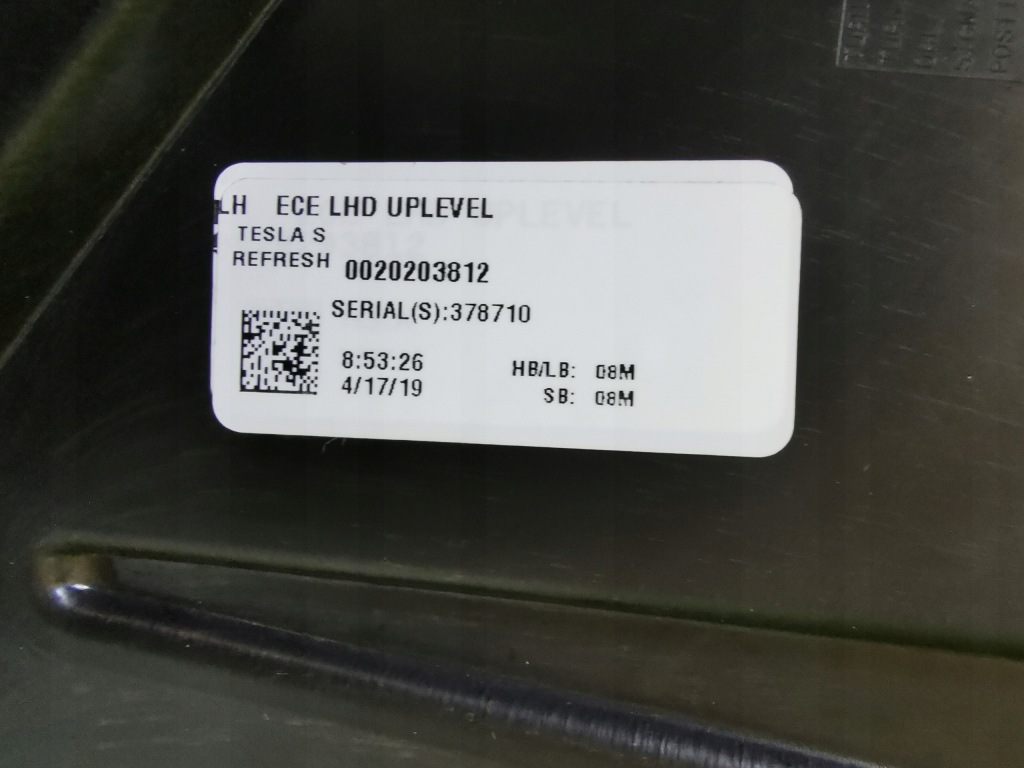 LH ECE LHD UPLEVEL
TESLA S
REFRESH 0020203812
SERIAL(S):378710
8:53:26 HB/LB: 08M
4/17/19 SB: 08M